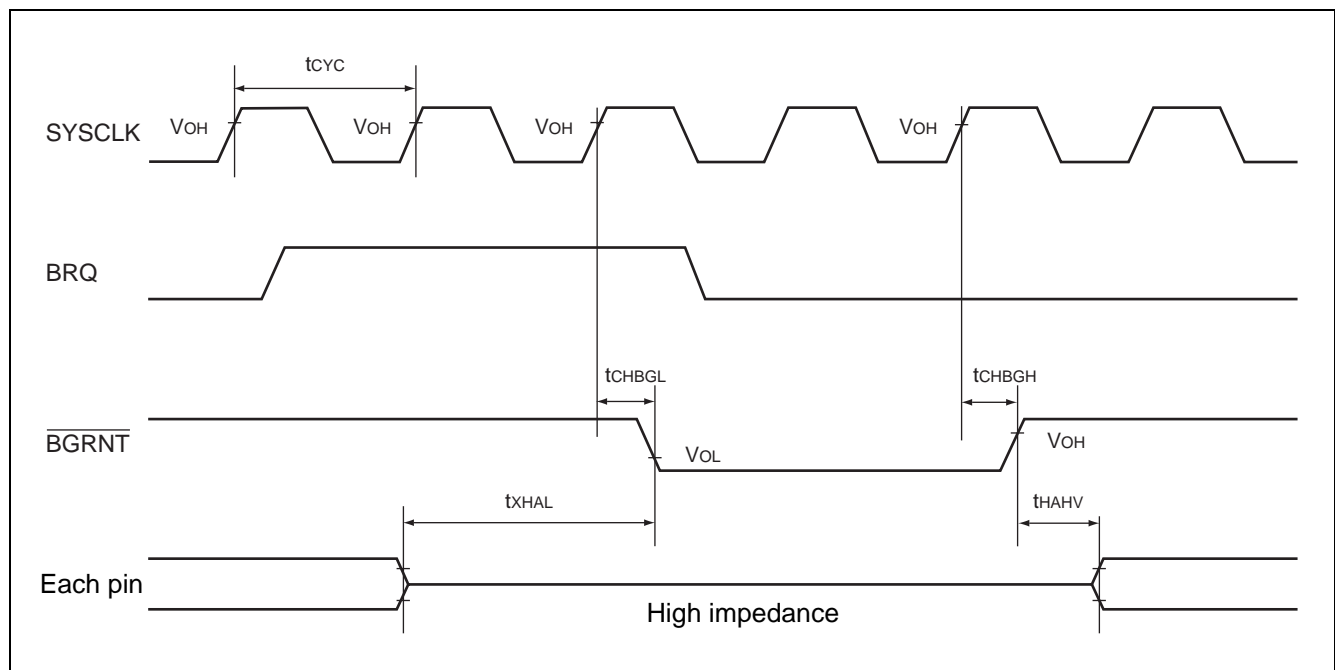 tCYC
SYSCLK VOH VOH VOH VOH
BRQ
tCHBGL tCHBGH
BGRNT VOL VOH
tXHAL tHAHV
Each pin
High impedance